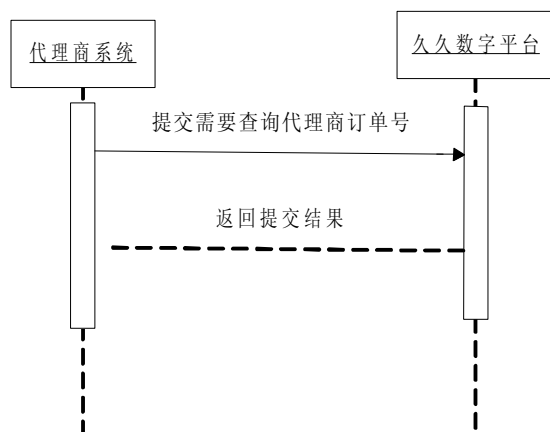 代理商系统
久久数字平台
提交需要查询代理商订单号
返回提交结果